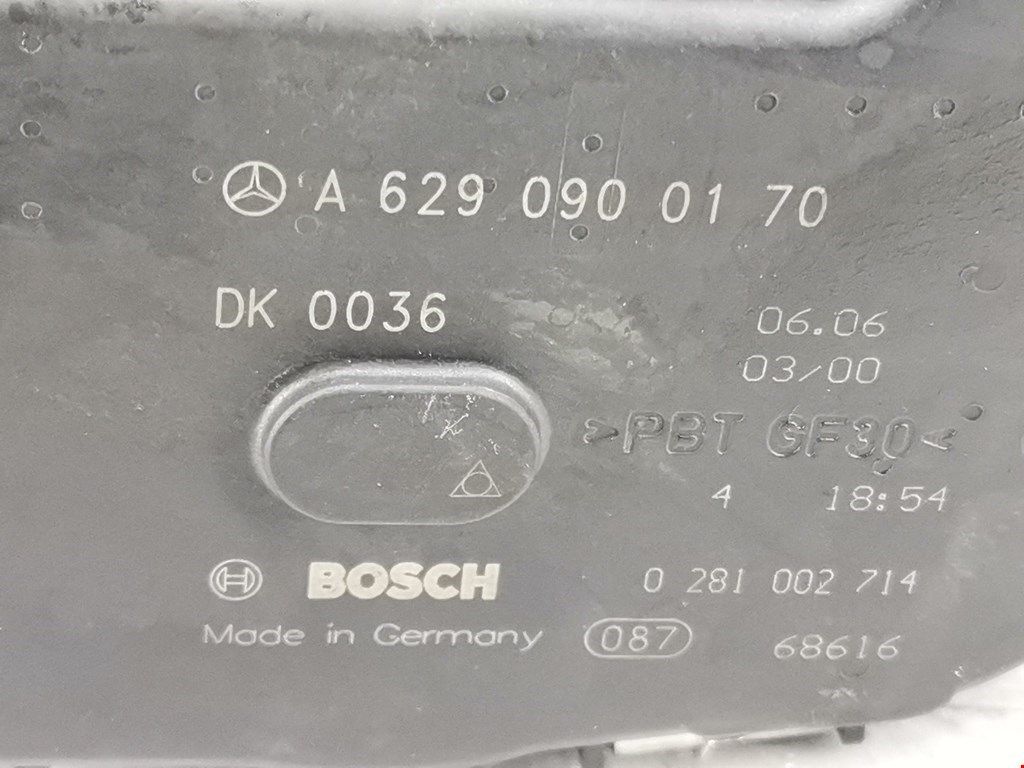 A 629 090 01 70
DK 0036
06.06
03/00
>PBT GF30<
4 18:54
BOSCH 0 281 002 714
Made in Germany 087 68616